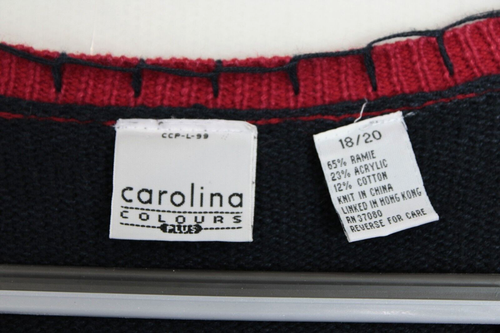 CCP-L-99
carolina
COLOURS
PLUS
18/20
65% RAMIE
23% ACRYLIC
12% COTTON
KNIT IN CHINA
LINKED IN HONG KONG
RN 37080
REVERSE FOR CARE